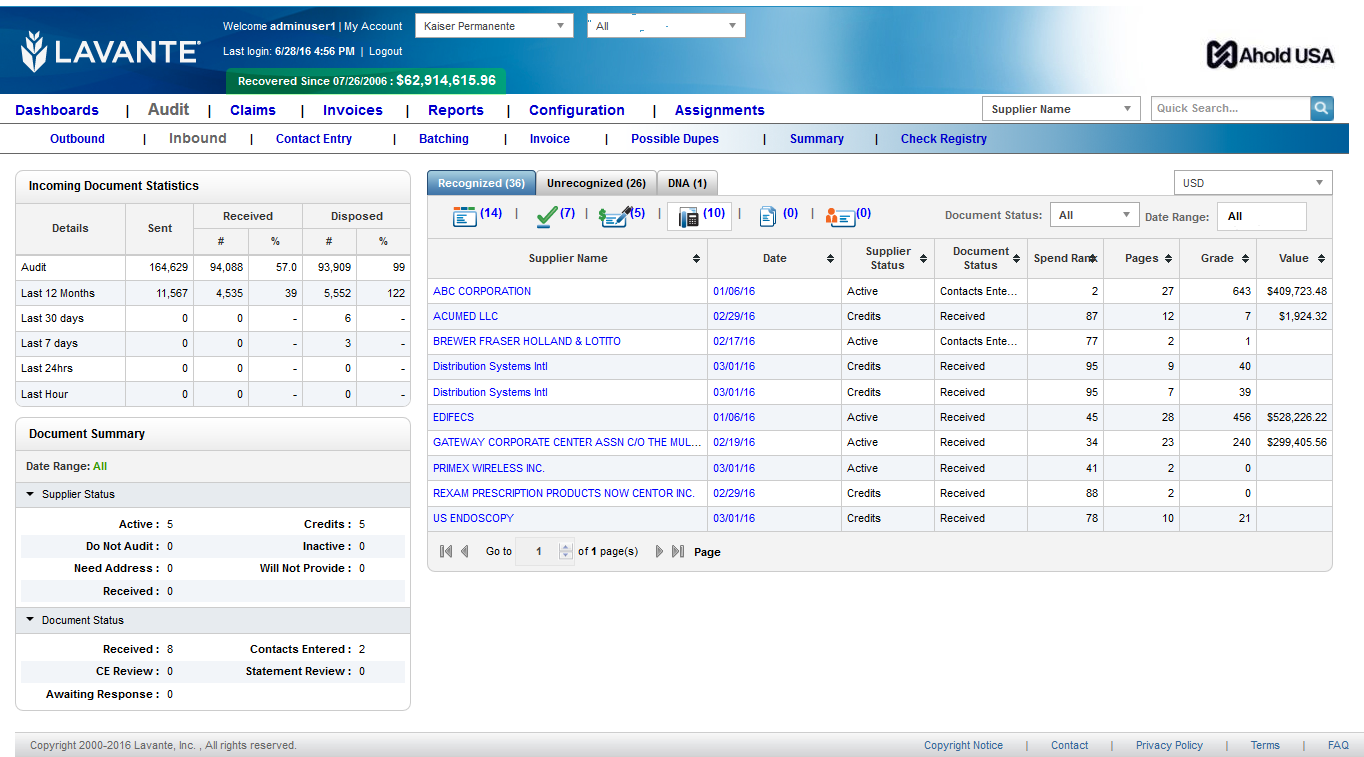 Welcome adminuser1 | My Account Kaiser Permanente All
LAVANTE
Last login: 6/28/16 4:56 PM | Logout
Ahold USA
Recovered Since 07/26/2006 : $62,914,615.96
Dashboards | Audit | Claims | Invoices | Reports | Configuration | Assignments Supplier Name Quick Search...
Outbound | Inbound | Contact Entry | Batching | Invoice | Possible Dupes | Summary | Check Registry
Incoming Document Statistics
Details Sent Received Disposed
# % # %
Audit 164,629 94,088 57.0 93,909 99
Last 12 Months 11,567 4,535 39 5,552 122
Last 30 days 0 0 - 6 -
Last 7 days 0 0 - 3 -
Last 24hrs 0 0 - 0 -
Last Hour 0 0 - 0 -
Document Summary
Date Range: All
Supplier Status
Active : 5 Credits : 5
Do Not Audit : 0 Inactive : 0
Need Address : 0 Will Not Provide : 0
Received : 0
Document Status
Received : 8 Contacts Entered : 2
CE Review : 0 Statement Review : 0
Awaiting Response : 0
Recognized (36) Unrecognized (26) DNA (1) USD
(14) | (7) | (5) | (10) | (0) | (0) Document Status: All Date Range: All
Supplier Name Date Supplier Status Document Status Spend Rank Pages Grade Value
ABC CORPORATION 01/06/16 Active Contacts Ente... 2 27 643 $409,723.48
ACUMED LLC 02/29/16 Credits Received 87 12 7 $1,924.32
BREWER FRASER HOLLAND & LOTITO 02/17/16 Active Contacts Ente... 77 2 1
Distribution Systems Intl 03/01/16 Credits Received 95 9 40
Distribution Systems Intl 03/01/16 Credits Received 95 7 39
EDIFECS 01/06/16 Active Received 45 28 456 $528,226.22
GATEWAY CORPORATE CENTER ASSN C/O THE MUL... 02/19/16 Active Received 34 23 240 $299,405.56
PRIMEX WIRELESS INC. 03/01/16 Active Received 41 2 0
REXAM PRESCRIPTION PRODUCTS NOW CENTOR INC. 02/29/16 Credits Received 88 2 0
US ENDOSCOPY 03/01/16 Credits Received 78 10 21
Go to 1 of 1 page(s) Page
Copyright 2000-2016 Lavante, Inc. , All rights reserved. Copyright Notice | Contact | Privacy Policy | Terms | FAQ